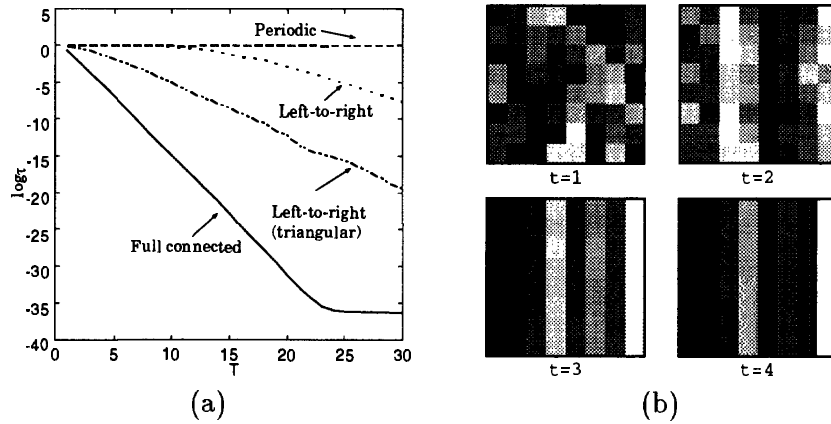 5
0
-5
-10
-15
-20
-25
-30
-35
-40
logτ
0 5 10 15 20 25 30
T
Periodic
Left-to-right
Left-to-right
(triangular)
Full connected
(a)
t=1
t=2
t=3
t=4
(b)